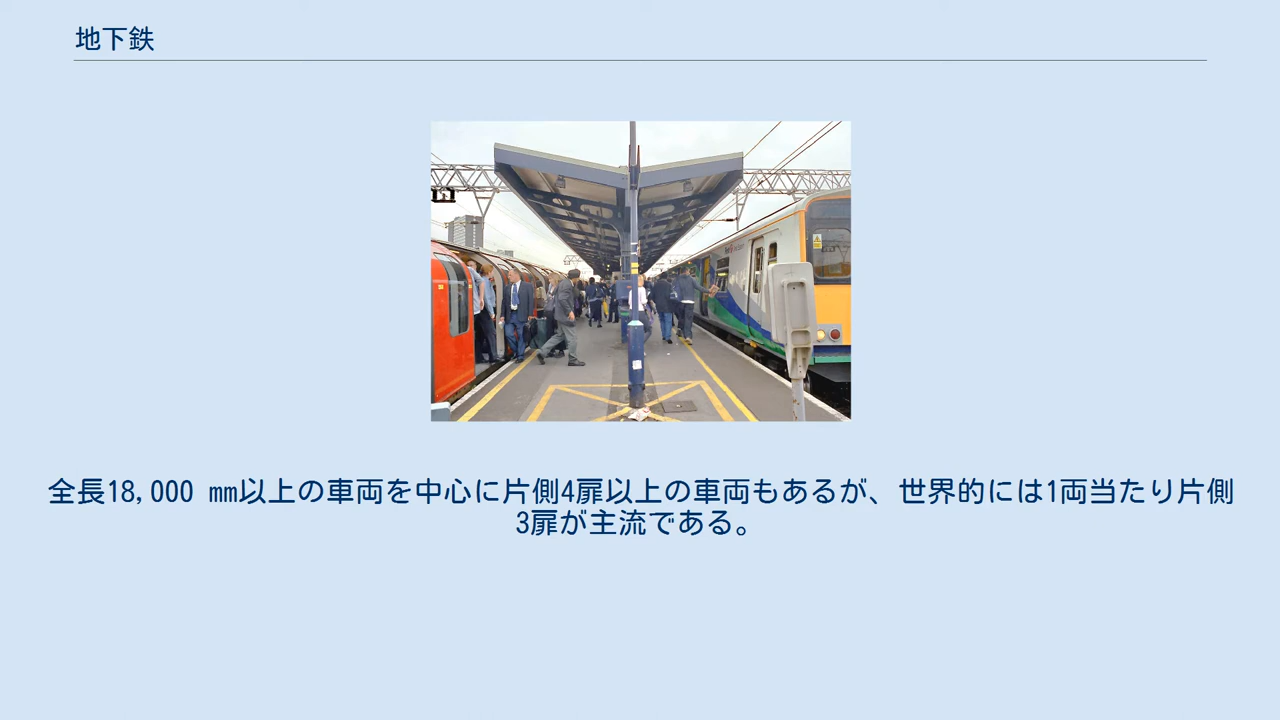 地下鉄
全長18,000 mm以上の車両を中心に片側4扉以上の車両もあるが、世界的には1両当たり片側
3扉が主流である。